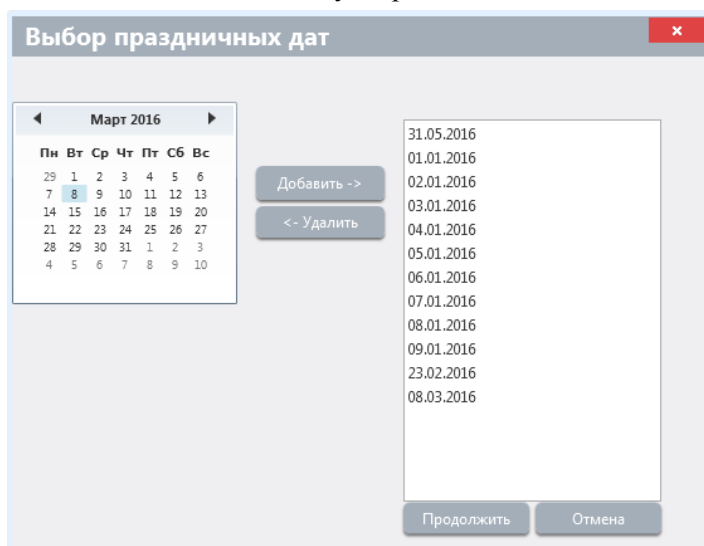 Выбор праздничных дат
Март 2016
Пн Вт Ср Чт Пт Сб Вс
29 1 2 3 4 5 6
7 8 9 10 11 12 13
14 15 16 17 18 19 20
21 22 23 24 25 26 27
28 29 30 31 1 2 3
4 5 6 7 8 9 10
Добавить ->
<- Удалить
31.05.2016
01.01.2016
02.01.2016
03.01.2016
04.01.2016
05.01.2016
06.01.2016
07.01.2016
08.01.2016
09.01.2016
23.02.2016
08.03.2016
Продолжить Отмена